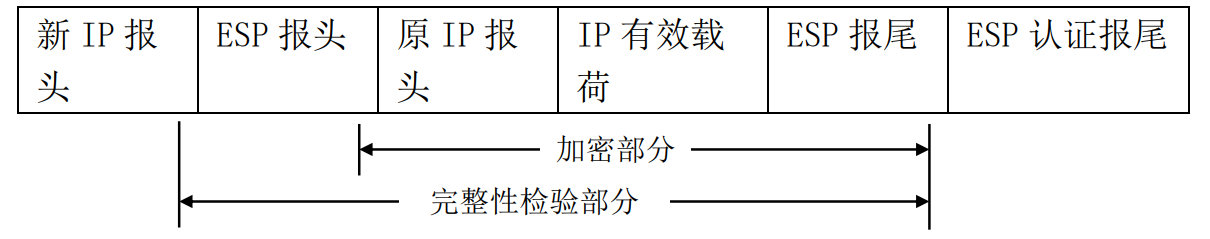 新 IP 报头
ESP 报头
原 IP 报头
IP 有效载荷
ESP 报尾
ESP 认证报尾
加密部分
完整性检验部分